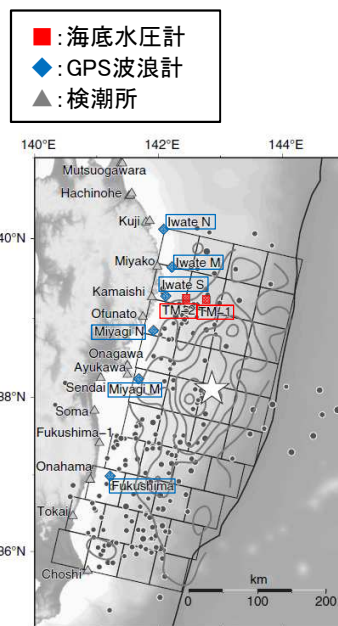 ■:海底水圧計
◆:GPS波浪計
▲:検潮所
140°E
142°E
144°E
Mutsuogawara
Hachinohe
Kuji
Iwate N
40°N
Miyako
Iwate M
Iwate S
Kamaishi
TM-2
TM-1
Ofunato
Miyagi N
Onagawa
Ayukawa
Sendai
Miyagi M
38°N
Soma
Fukushima-1
Onahama
Fukushima
Tokai
36°N
Choshi
km
0 100 200